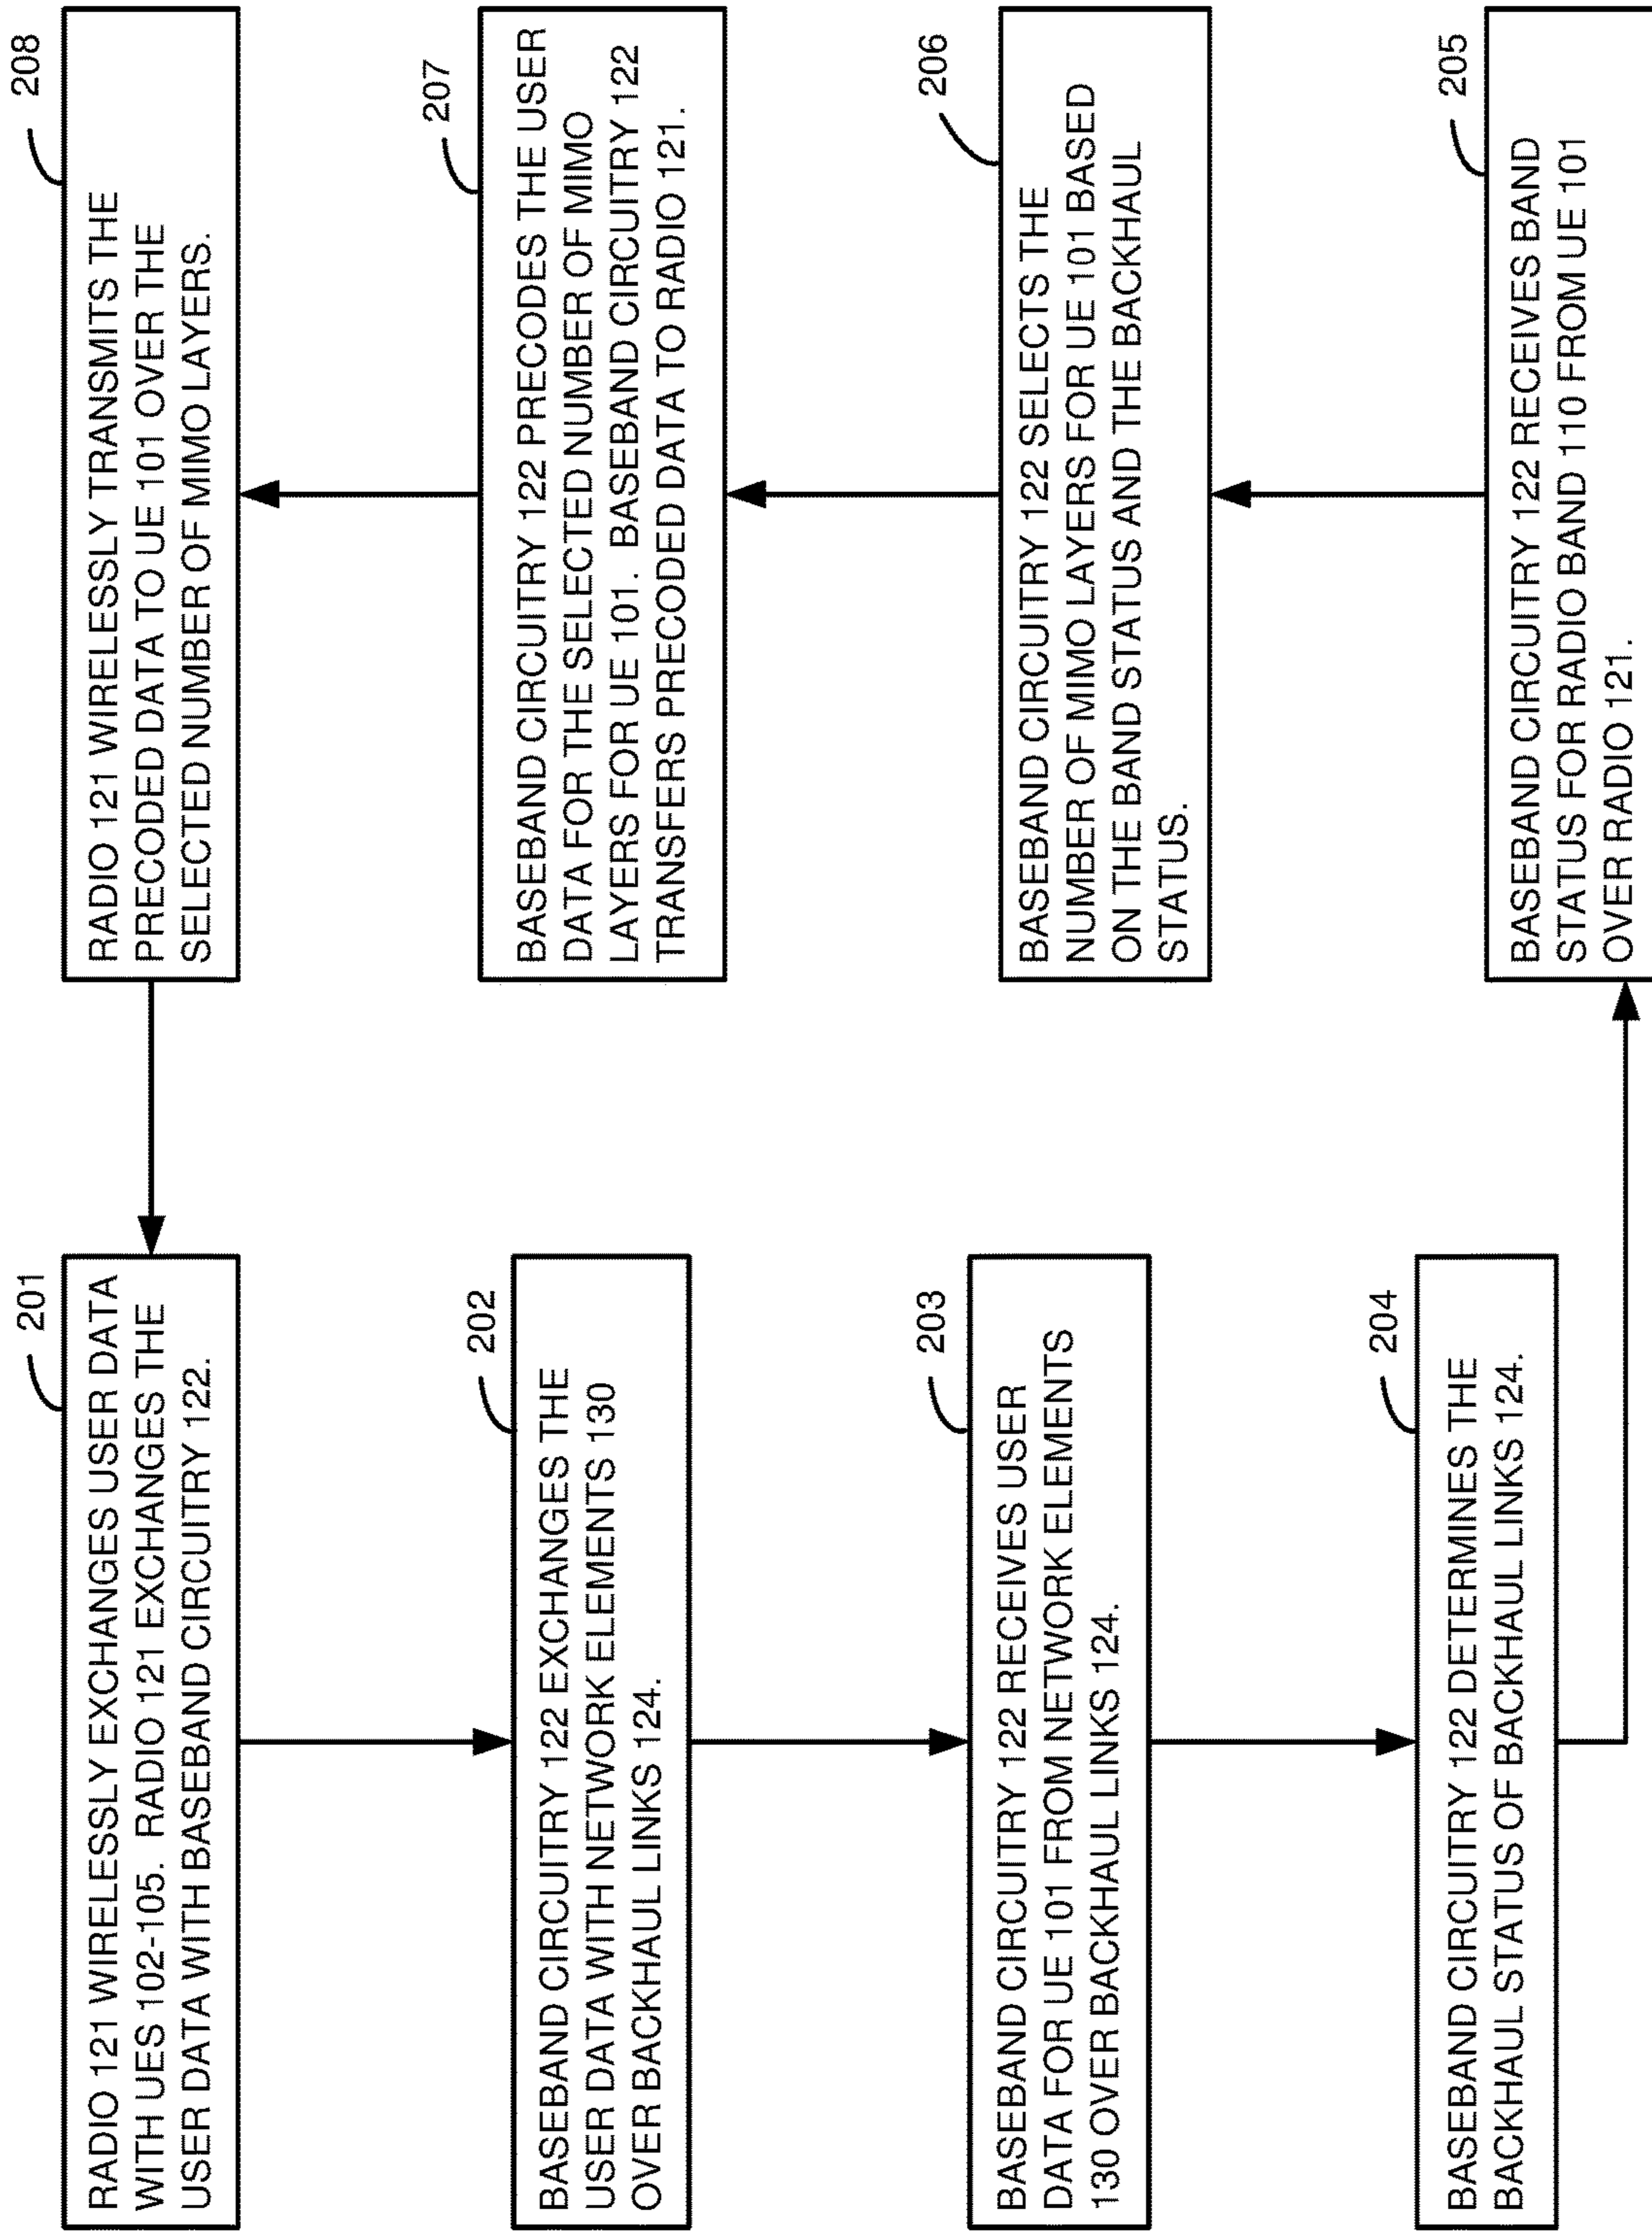 201
RADIO 121 WIRELESSLY EXCHANGES USER DATA
WITH UES 102-105.  RADIO 121 EXCHANGES THE
USER DATA WITH BASEBAND CIRCUITRY 122.
202
BASEBAND CIRCUITRY 122 EXCHANGES THE
USER DATA WITH NETWORK ELEMENTS 130
OVER BACKHAUL LINKS 124.
203
BASEBAND CIRCUITRY 122 RECEIVES USER
DATA FOR UE 101 FROM NETWORK ELEMENTS
130 OVER BACKHAUL LINKS 124.
204
BASEBAND CIRCUITRY 122 DETERMINES THE
BACKHAUL STATUS OF BACKHAUL LINKS 124.
205
BASEBAND CIRCUITRY 122 RECEIVES BAND
STATUS FOR RADIO BAND 110 FROM UE 101
OVER RADIO 121.
206
BASEBAND CIRCUITRY 122 SELECTS THE
NUMBER OF MIMO LAYERS FOR UE 101 BASED
ON THE BAND STATUS AND THE BACKHAUL
STATUS.
207
BASEBAND CIRCUITRY 122 PRECODES THE USER
DATA FOR THE SELECTED NUMBER OF MIMO
LAYERS FOR UE 101.  BASEBAND CIRCUITRY 122
TRANSFERS PRECODED DATA TO RADIO 121.
208
RADIO 121 WIRELESSLY TRANSMITS THE
PRECODED DATA TO UE 101 OVER THE
SELECTED NUMBER OF MIMO LAYERS.